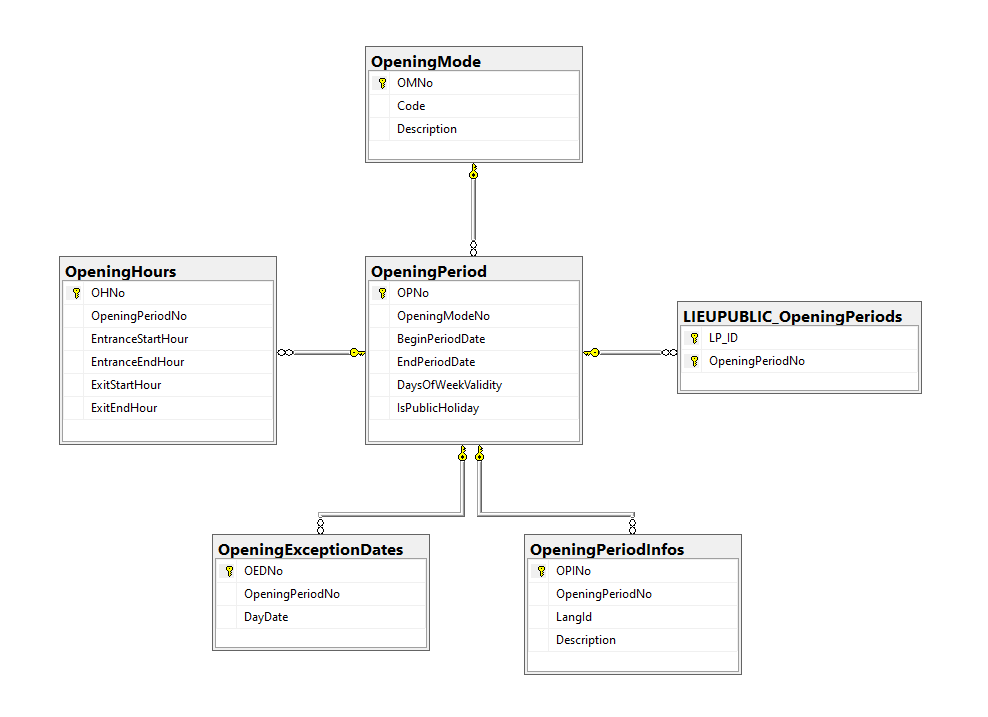 OpeningMode
OMNo
Code
Description
OpeningHours
OHNo
OpeningPeriodNo
EntranceStartHour
EntranceEndHour
ExitStartHour
ExitEndHour
OpeningPeriod
OPNo
OpeningModeNo
BeginPeriodDate
EndPeriodDate
DaysOfWeekValidity
IsPublicHoliday
LIEUPUBLIC_OpeningPeriods
LP_ID
OpeningPeriodNo
OpeningExceptionDates
OEDNo
OpeningPeriodNo
DayDate
OpeningPeriodInfos
OPINo
OpeningPeriodNo
LangId
Description